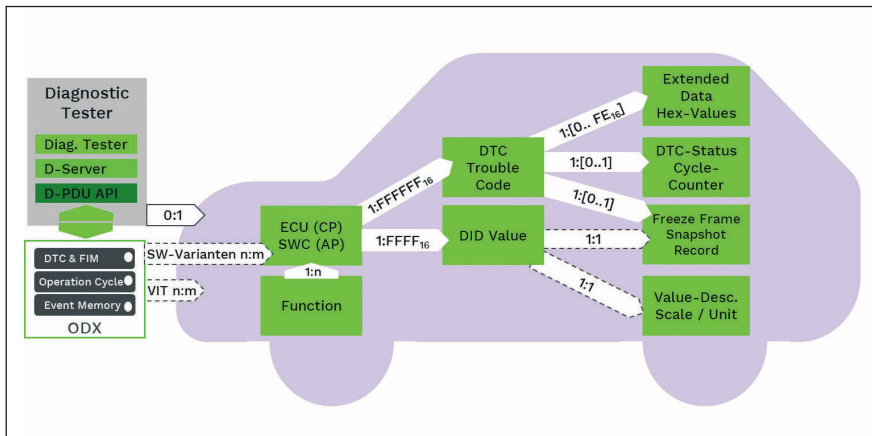 Diagnostic
Tester
Diag. Tester
D-Server
D-PDU API
0:1
DTC & FIM
Operation Cycle
Event Memory
ODX
SW-Varianten n:m
VIT n:m
ECU (CP)
SWC (AP)
1:n
Function
1:FFFFFF₁₆
1:FFFF₁₆
DTC
Trouble
Code
DID Value
1:[0.. FE₁₆]
1:[0..1]
1:[0..1]
1:1
1:1
Extended
Data
Hex-Values
DTC-Status
Cycle-
Counter
Freeze Frame
Snapshot
Record
Value-Desc.
Scale / Unit